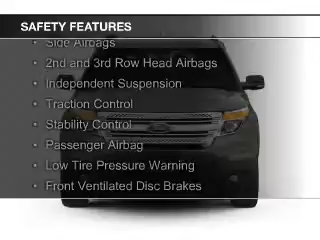 SAFETY FEATURES
• Side Airbags
• 2nd and 3rd Row Head Airbags
• Independent Suspension
• Traction Control
• Stability Control
• Passenger Airbag
• Low Tire Pressure Warning
• Front Ventilated Disc Brakes